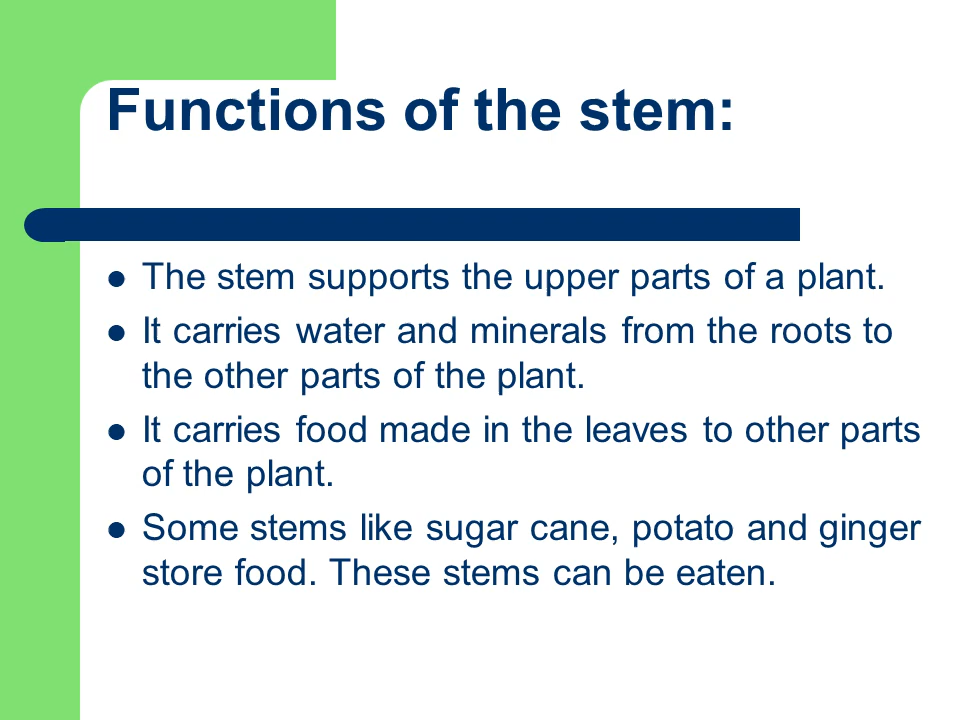 Functions of the stem:
● The stem supports the upper parts of a plant.
● It carries water and minerals from the roots to
the other parts of the plant.
● It carries food made in the leaves to other parts
of the plant.
● Some stems like sugar cane, potato and ginger
store food. These stems can be eaten.